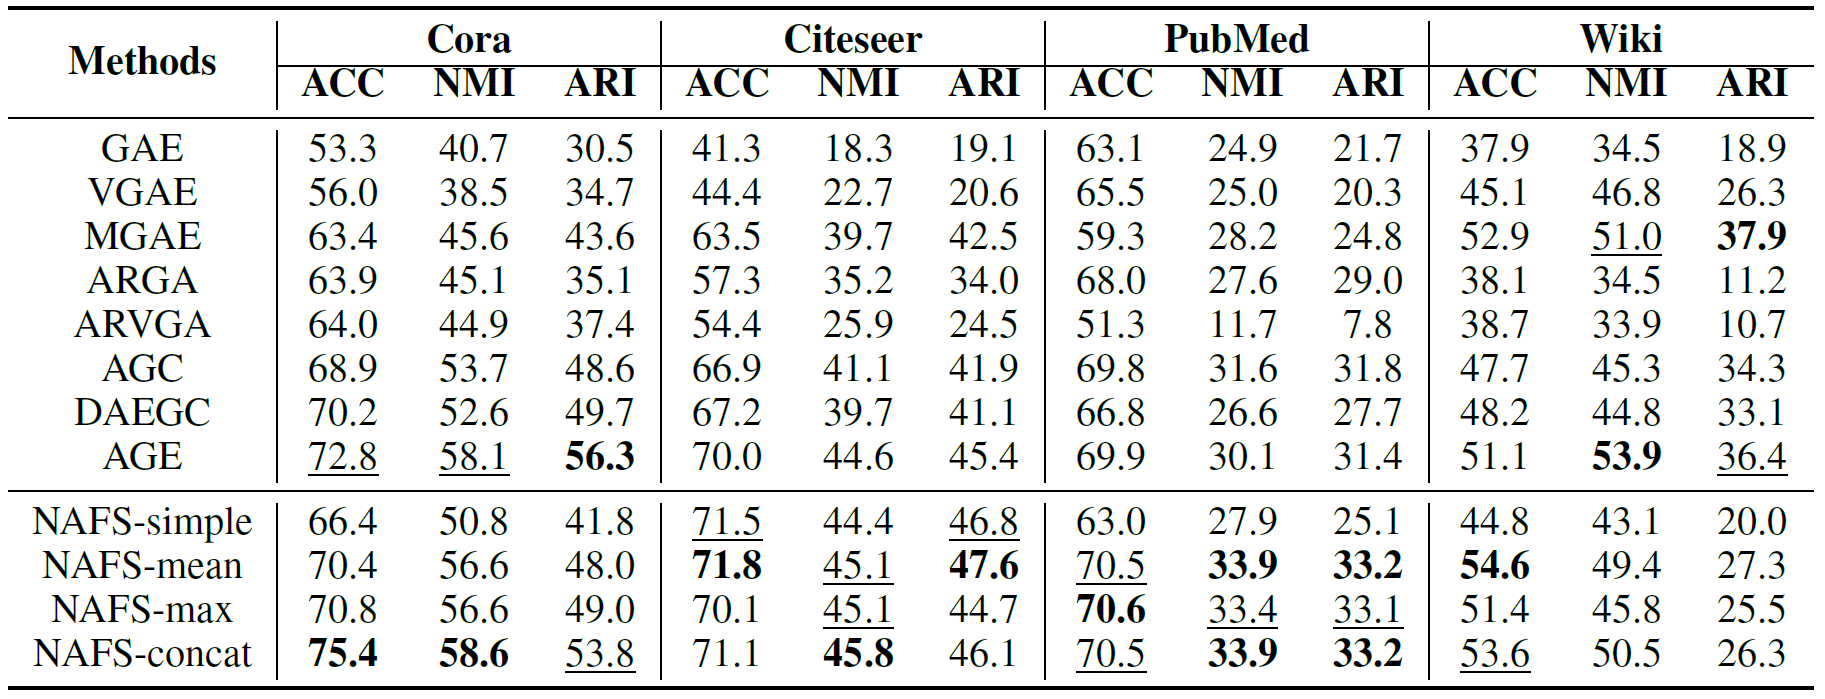 Methods Cora Citeseer PubMed Wiki
ACC NMI ARI ACC NMI ARI ACC NMI ARI ACC NMI ARI
GAE 53.3 40.7 30.5 41.3 18.3 19.1 63.1 24.9 21.7 37.9 34.5 18.9
VGAE 56.0 38.5 34.7 44.4 22.7 20.6 65.5 25.0 20.3 45.1 46.8 26.3
MGAE 63.4 45.6 43.6 63.5 39.7 42.5 59.3 28.2 24.8 52.9 51.0 37.9
ARGA 63.9 45.1 35.1 57.3 35.2 34.0 68.0 27.6 29.0 38.1 34.5 11.2
ARVGA 64.0 44.9 37.4 54.4 25.9 24.5 51.3 11.7 7.8 38.7 33.9 10.7
AGC 68.9 53.7 48.6 66.9 41.1 41.9 69.8 31.6 31.8 47.7 45.3 34.3
DAEGC 70.2 52.6 49.7 67.2 39.7 41.1 66.8 26.6 27.7 48.2 44.8 33.1
AGE 72.8 58.1 56.3 70.0 44.6 45.4 69.9 30.1 31.4 51.1 53.9 36.4
NAFS-simple 66.4 50.8 41.8 71.5 44.4 46.8 63.0 27.9 25.1 44.8 43.1 20.0
NAFS-mean 70.4 56.6 48.0 71.8 45.1 47.6 70.5 33.9 33.2 54.6 49.4 27.3
NAFS-max 70.8 56.6 49.0 70.1 45.1 44.7 70.6 33.4 33.1 51.4 45.8 25.5
NAFS-concat 75.4 58.6 53.8 71.1 45.8 46.1 70.5 33.9 33.2 53.6 50.5 26.3